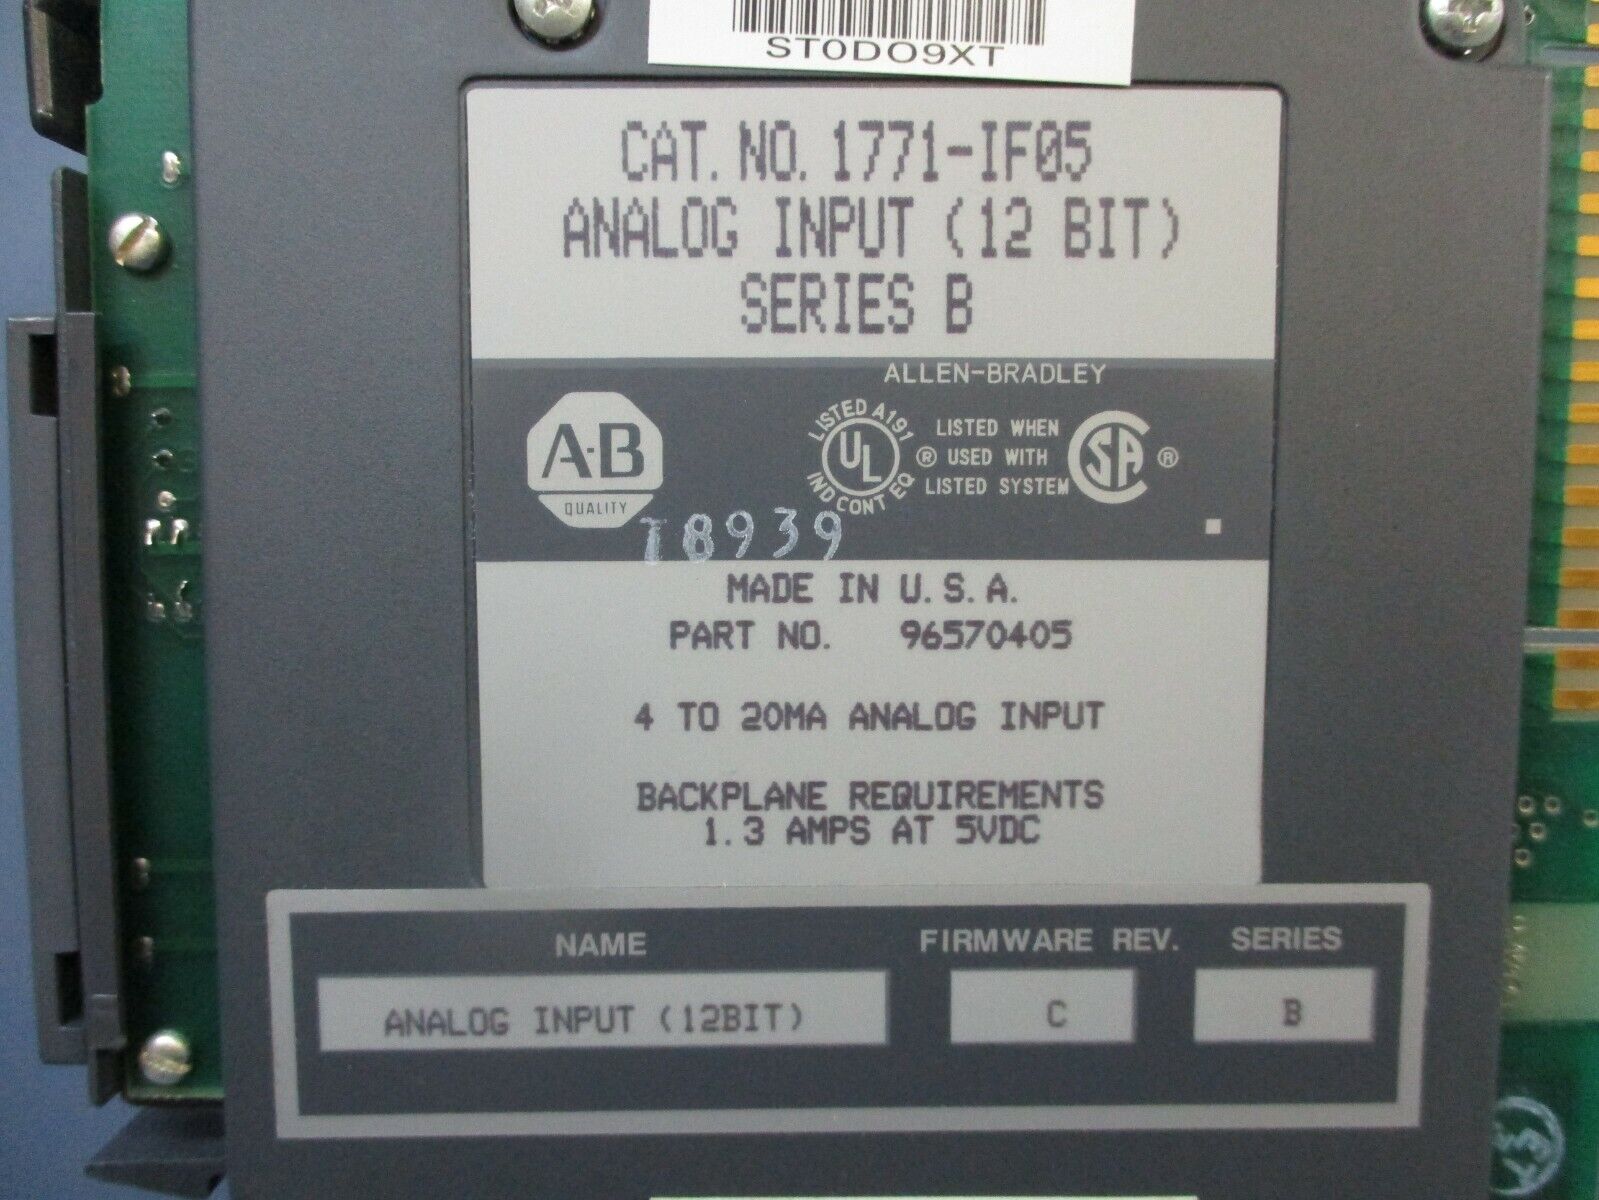 ST0DO9XT
CAT. NO. 1771-IF05
ANALOG INPUT (12 BIT)
SERIES B
ALLEN-BRADLEY
A-B
QUALITY
LISTED A191
UL
IND CONT EQ
®
LISTED WHEN
USED WITH
LISTED SYSTEM
SA
®
18939
MADE IN U.S.A.
PART NO. 96570405
4 TO 20MA ANALOG INPUT
BACKPLANE REQUIREMENTS
1.3 AMPS AT 5VDC
NAME FIRMWARE REV. SERIES
ANALOG INPUT (12BIT) C B